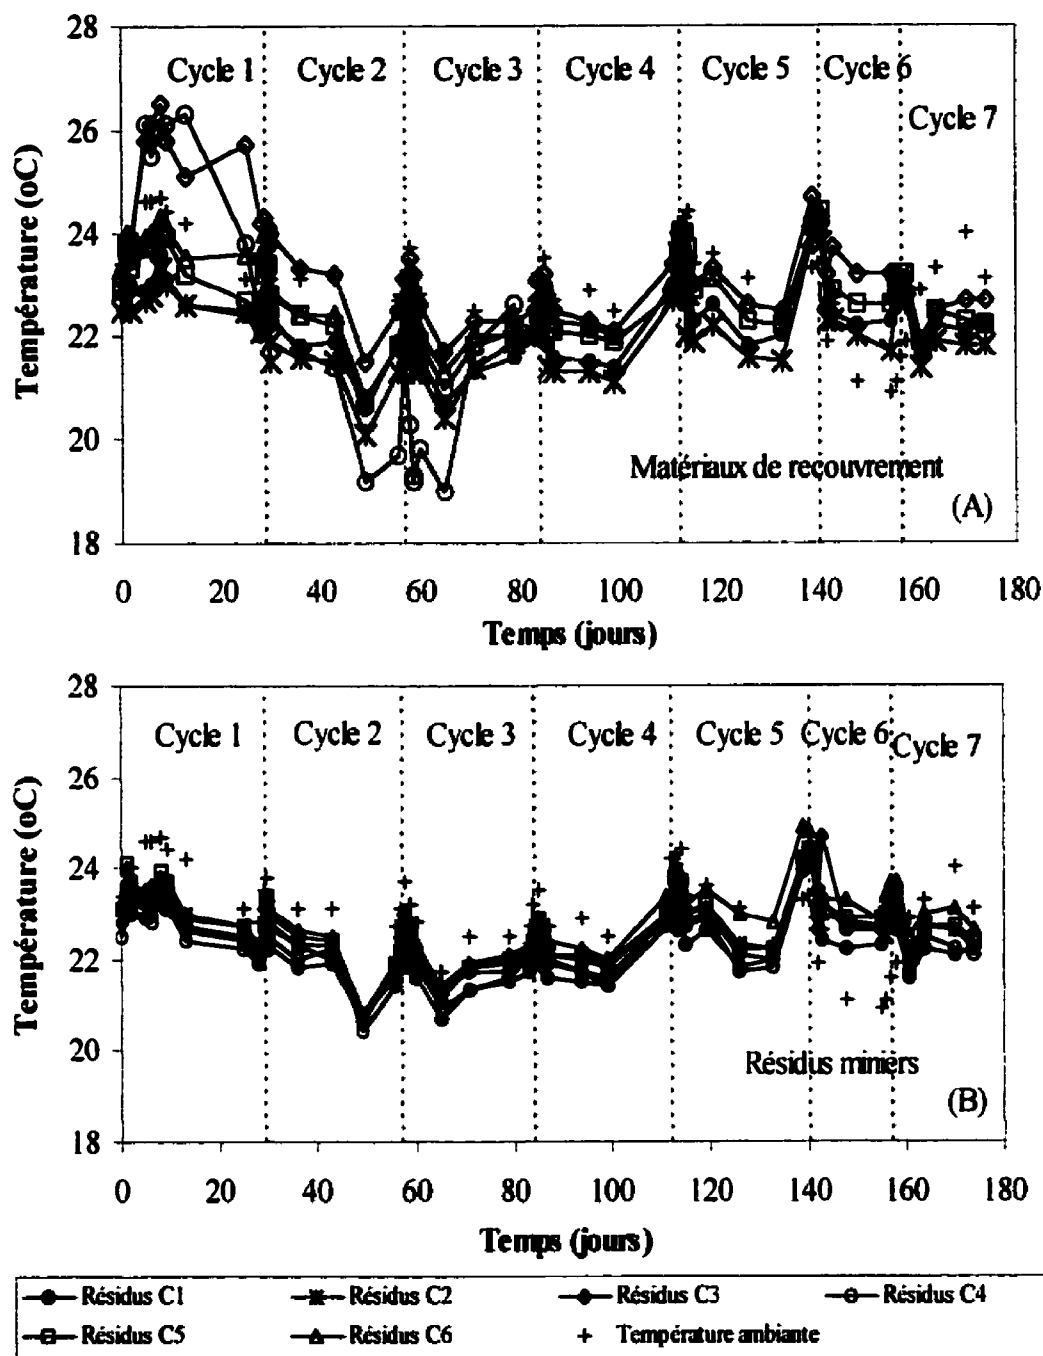 28
26
24
22
20
18
Température (oC)
Cycle 1
Cycle 2
Cycle 3
Cycle 4
Cycle 5
Cycle 6
Cycle 7
Matériaux de recouvrement
(A)
0 20 40 60 80 100 120 140 160 180
Temps (jours)
28
26
24
22
20
18
Température (oC)
Cycle 1
Cycle 2
Cycle 3
Cycle 4
Cycle 5
Cycle 6
Cycle 7
Résidus miniers
(B)
0 20 40 60 80 100 120 140 160 180
Temps (jours)
Résidus C1 Résidus C2 Résidus C3 Résidus C4
Résidus C5 Résidus C6 Température ambiante